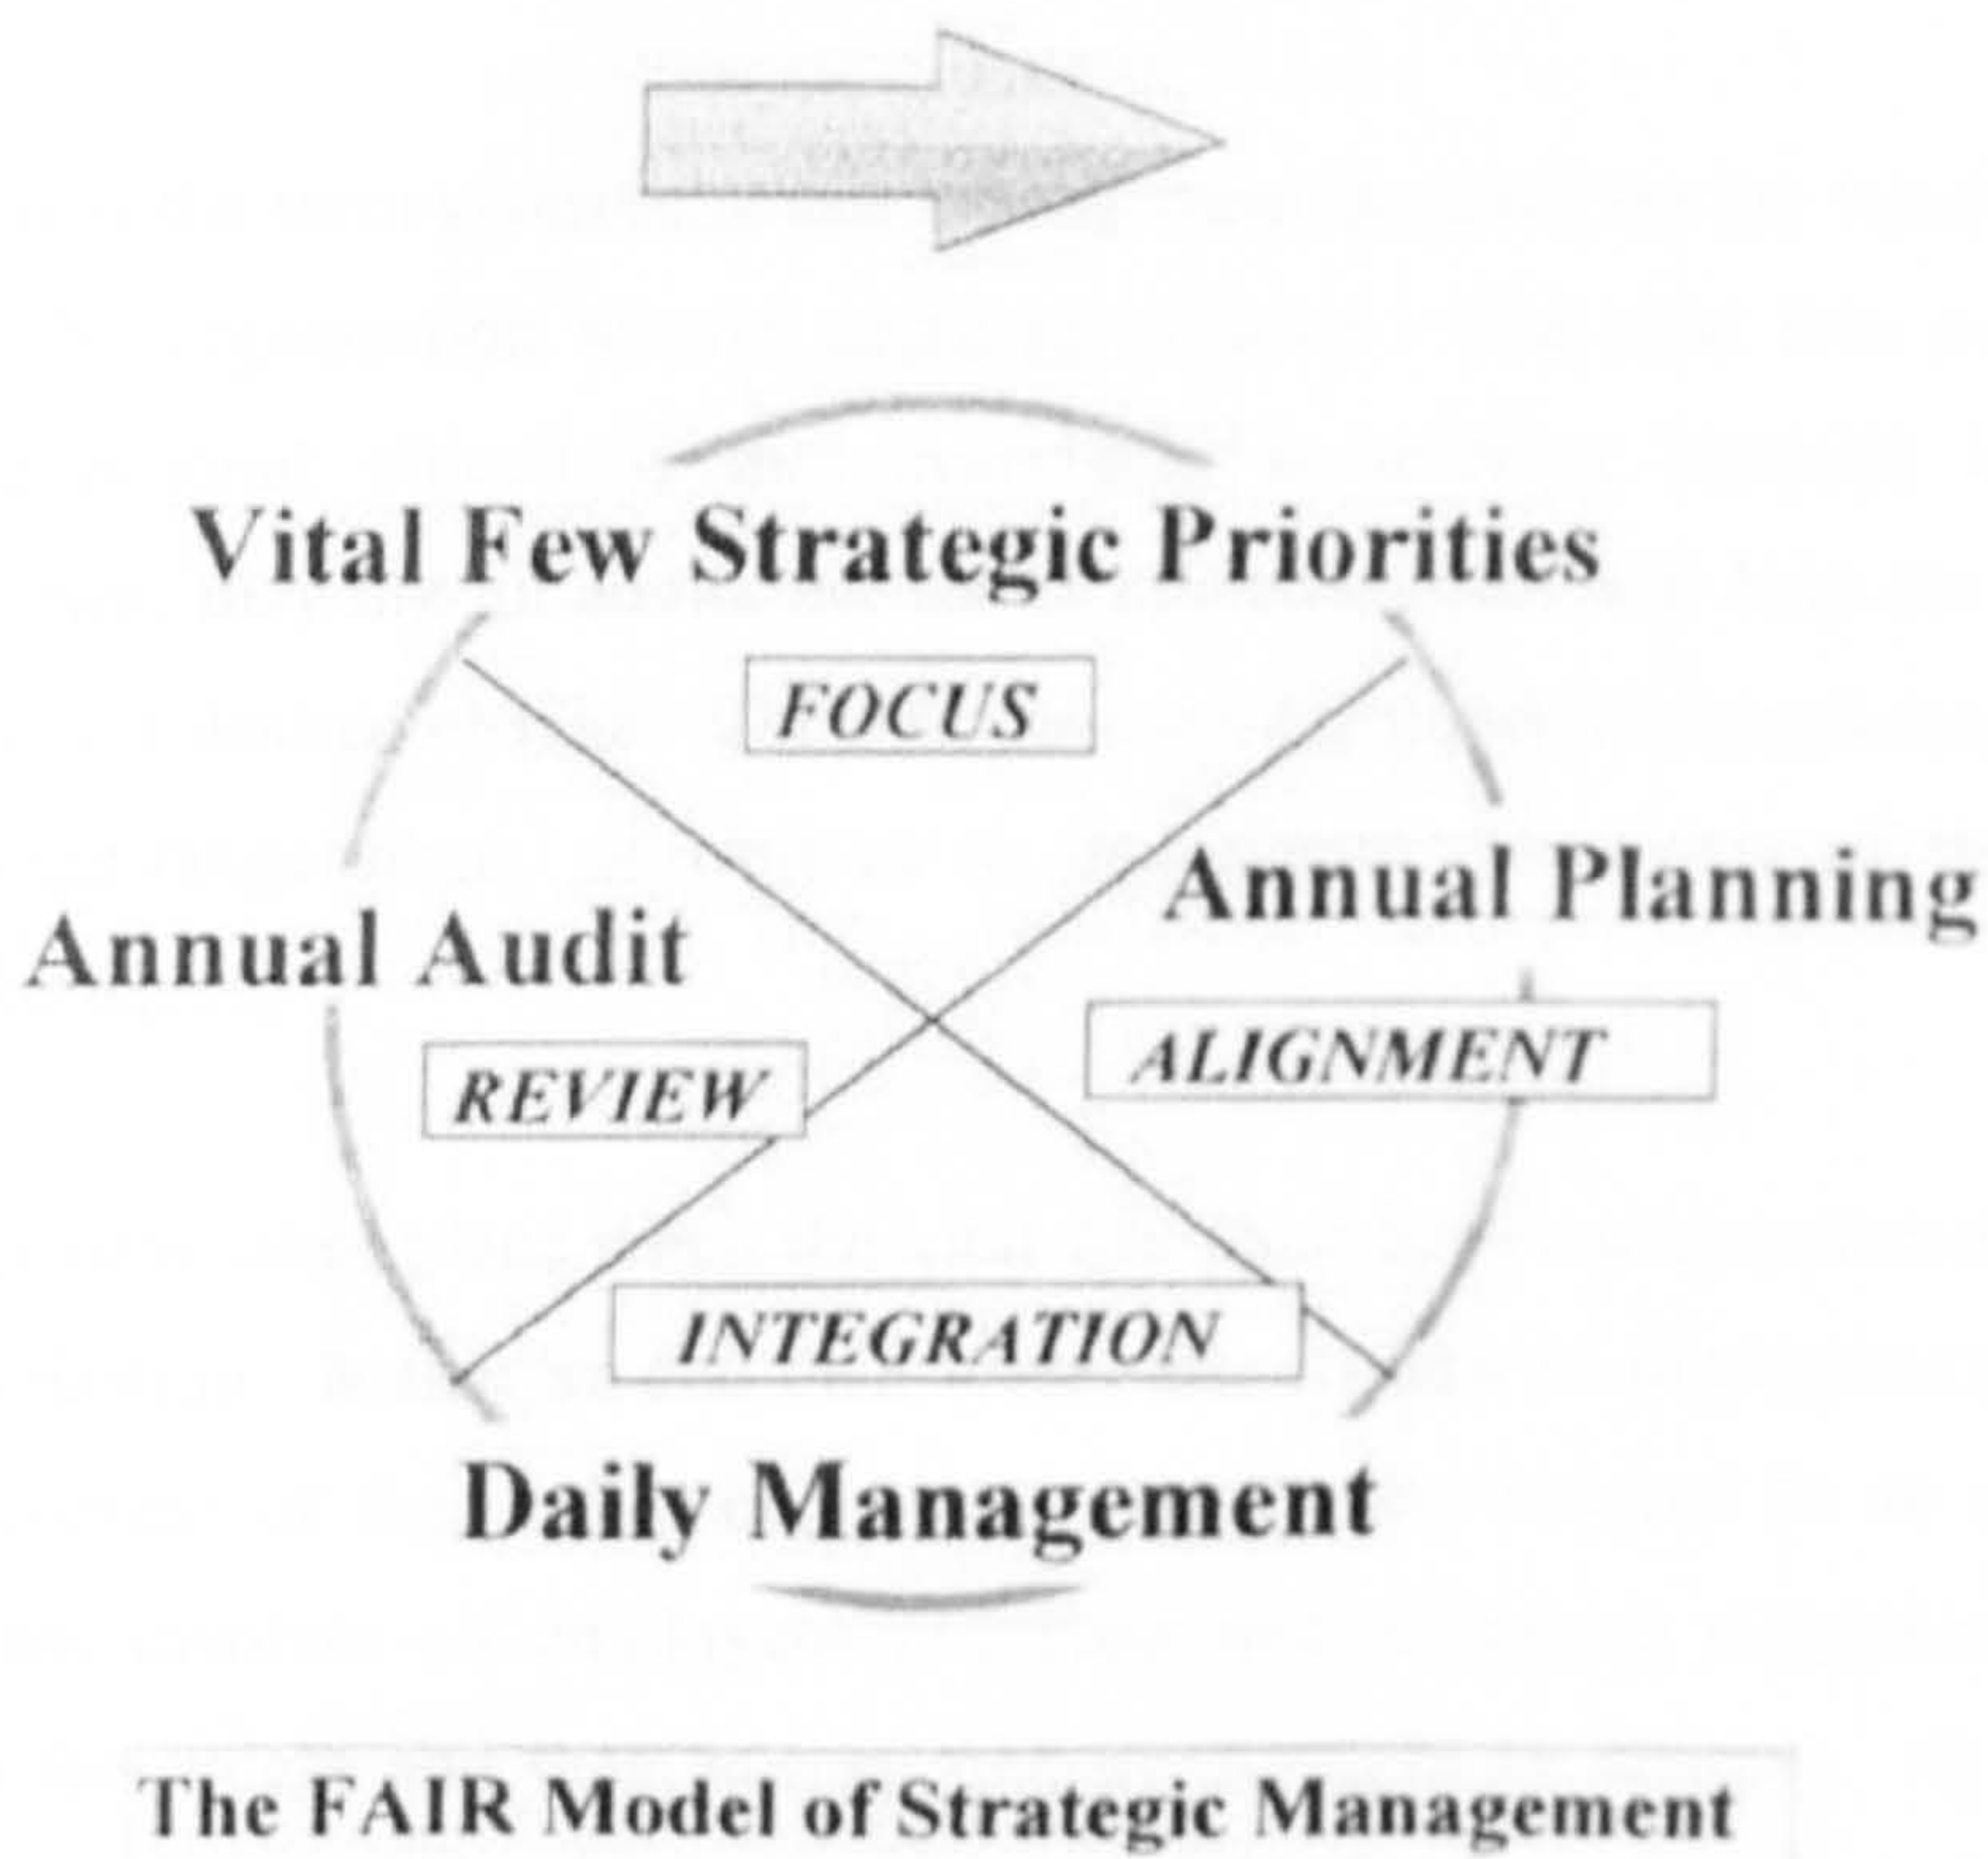 Vital Few Strategic Priorities
FOCUS
Annual Planning
Annual Audit
ALIGNMENT
REVIEW
INTEGRATION
Daily Management
The FAIR Model of Strategic Management